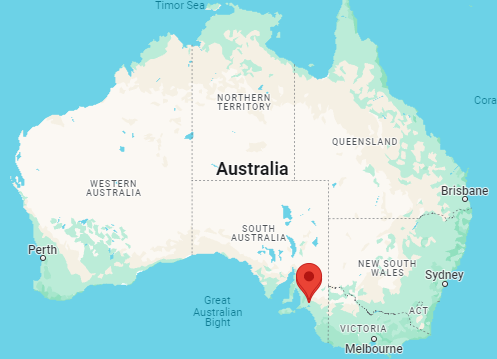 Timor Sea
Cora
NORTHERN
TERRITORY
QUEENSLAND
Australia
WESTERN
AUSTRALIA
Brisbane
SOUTH
AUSTRALIA
Perth
NEW SOUTH
WALES
Sydney
Great
Australian
Bight
ACT
VICTORIA
Melbourne